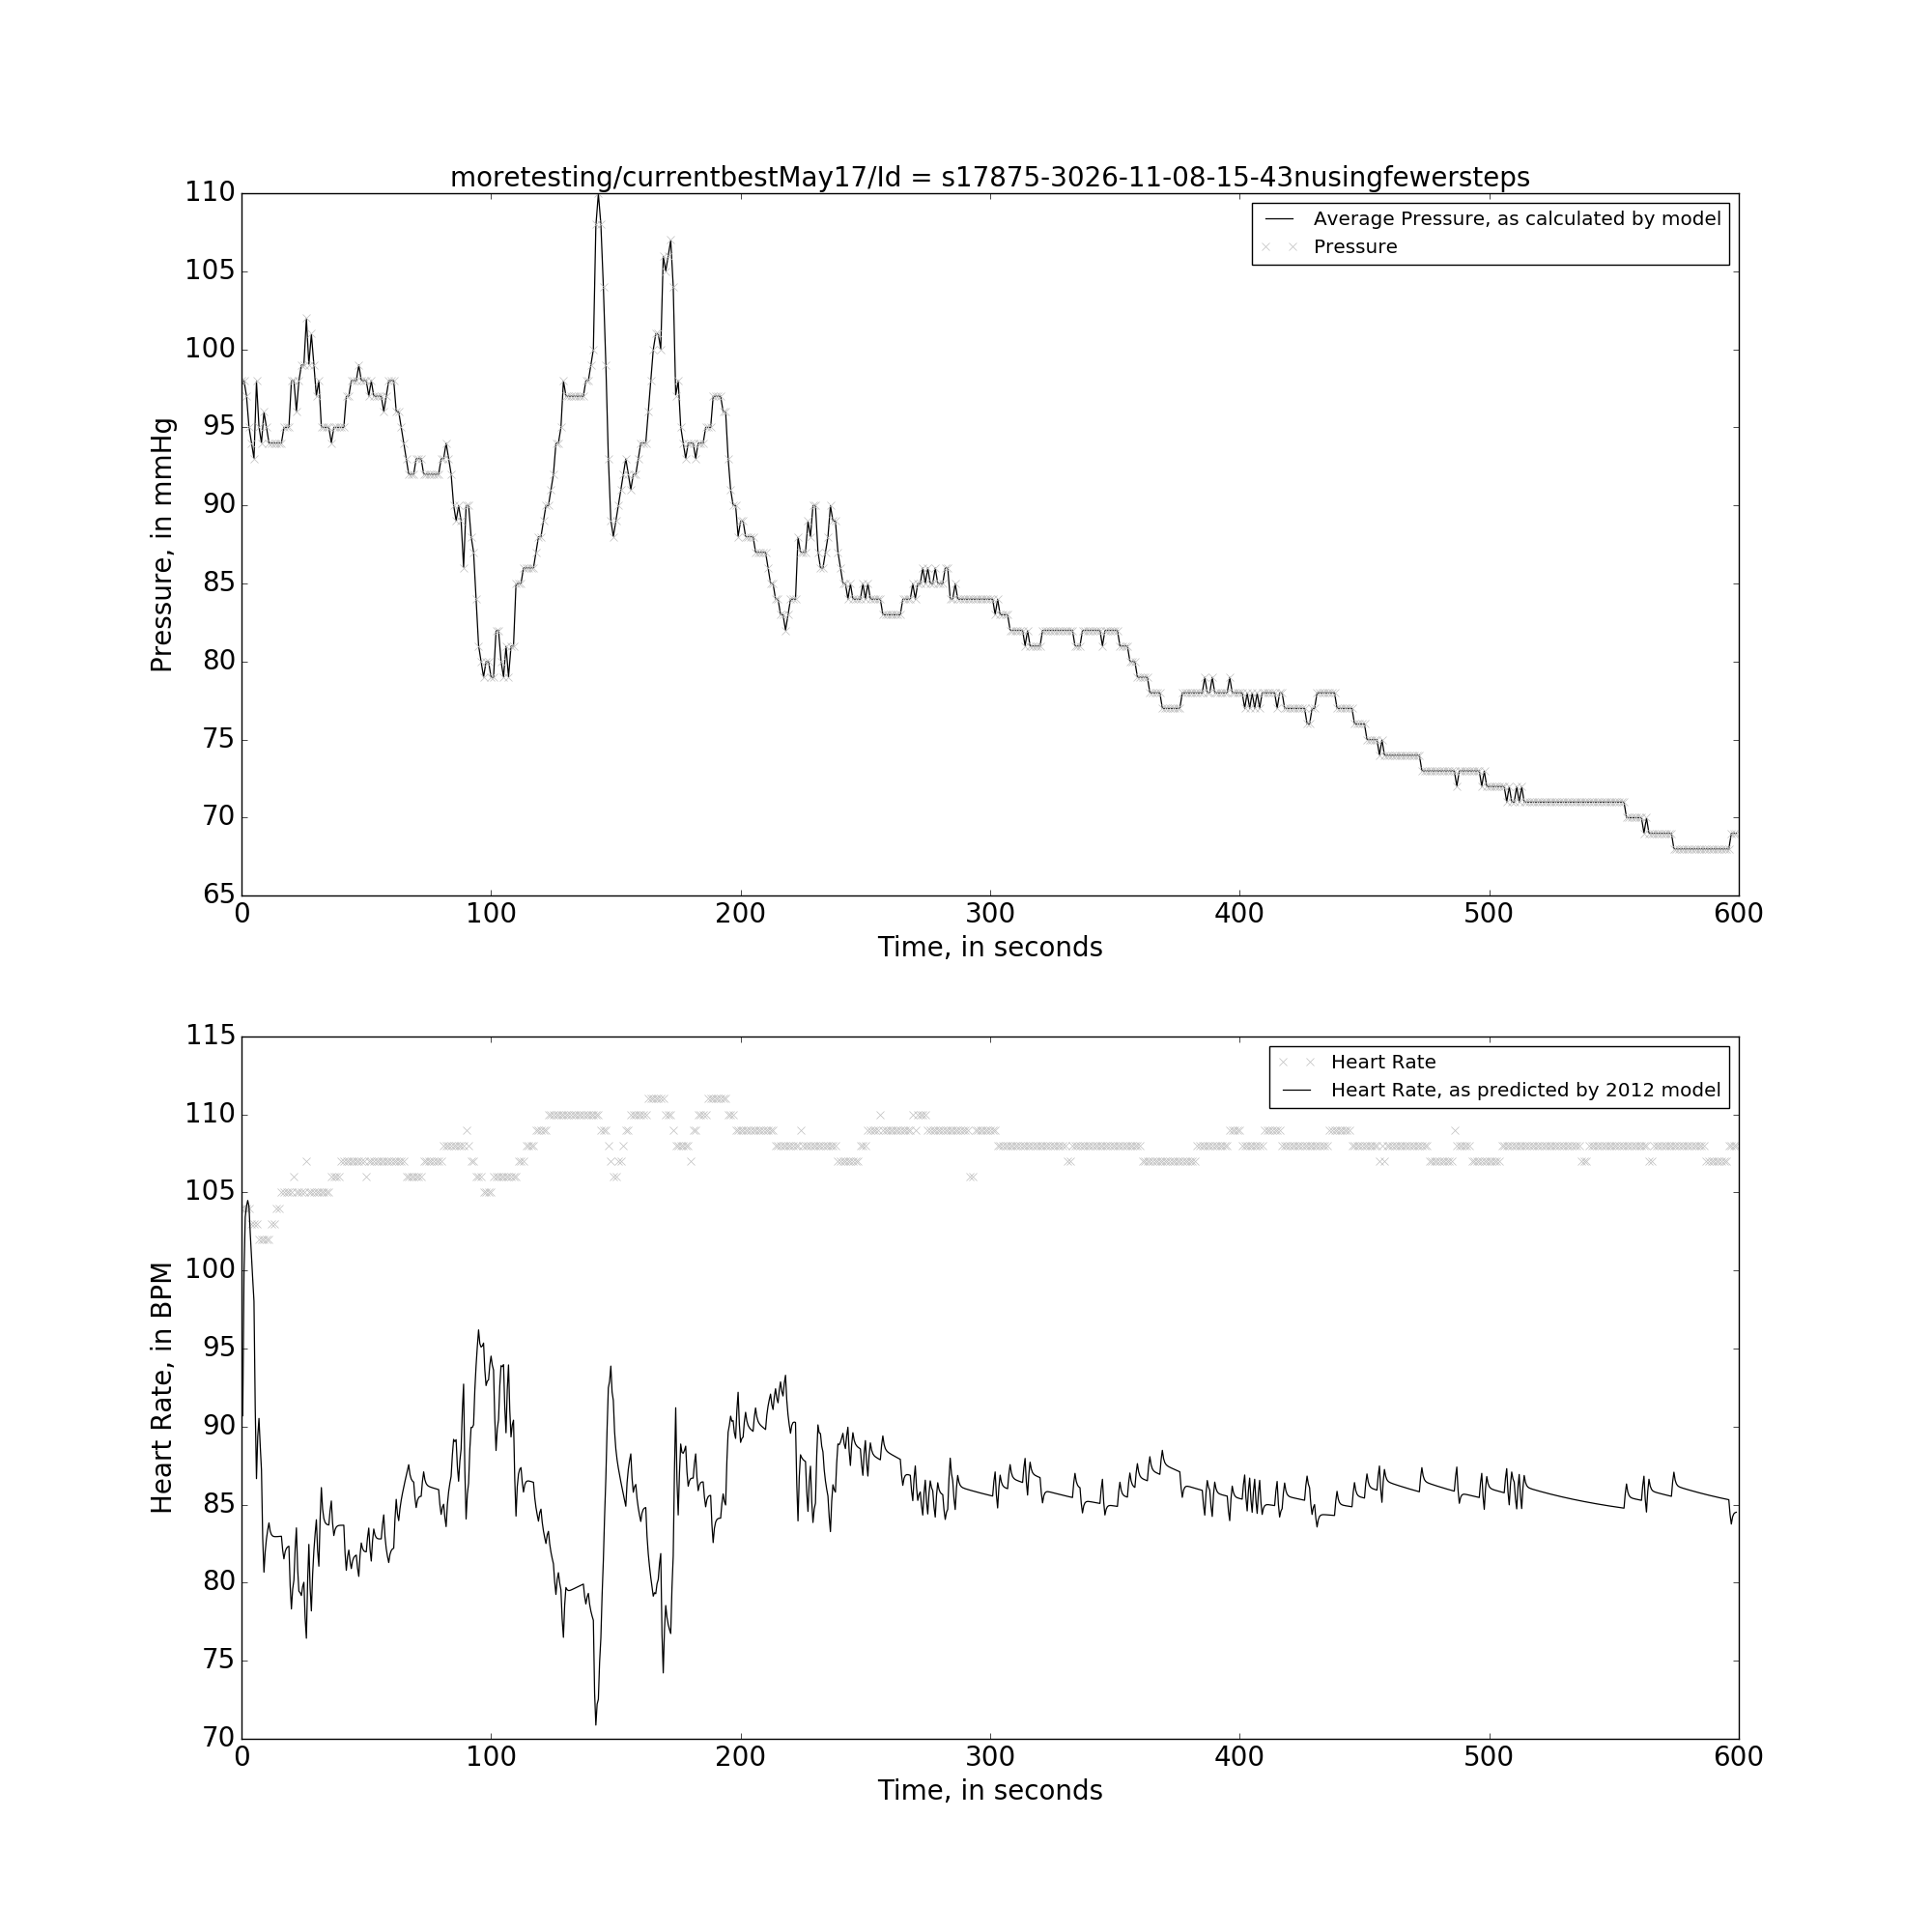 moretesting/currentbestMay17/Id = s17875-3026-11-08-15-43nusingfewersteps
110
105
100
95
90
85
80
75
70
65
Pressure, in mmHg
Average Pressure, as calculated by model
Pressure
0 100 200 300 400 500 600
Time, in seconds
115
110
105
100
95
90
85
80
75
70
Heart Rate, in BPM
Heart Rate
Heart Rate, as predicted by 2012 model
0 100 200 300 400 500 600
Time, in seconds